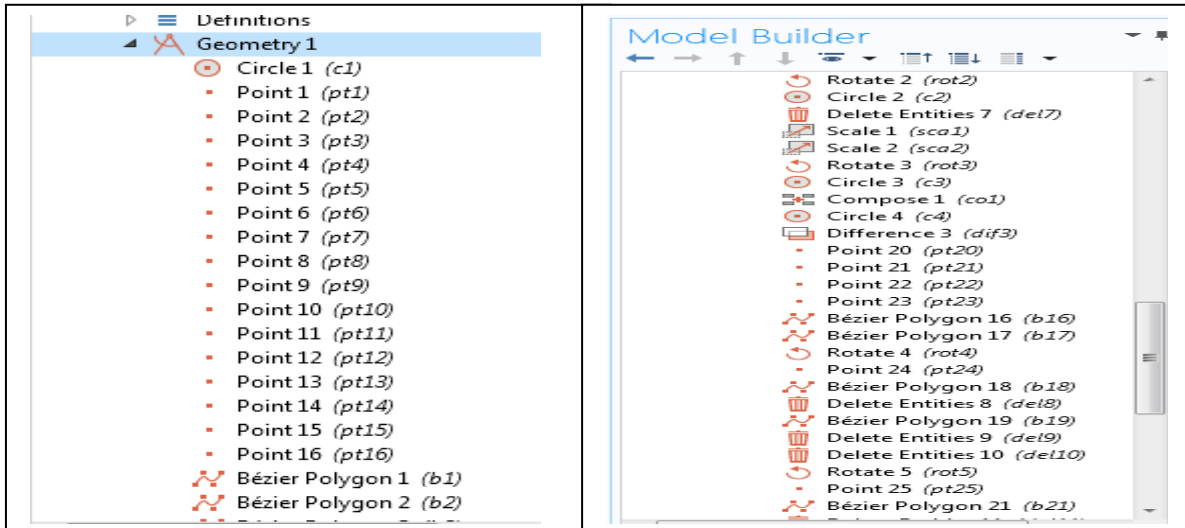 Definitions
Geometry 1
Circle 1 (c1)
Point 1 (pt1)
Point 2 (pt2)
Point 3 (pt3)
Point 4 (pt4)
Point 5 (pt5)
Point 6 (pt6)
Point 7 (pt7)
Point 8 (pt8)
Point 9 (pt9)
Point 10 (pt10)
Point 11 (pt11)
Point 12 (pt12)
Point 13 (pt13)
Point 14 (pt14)
Point 15 (pt15)
Point 16 (pt16)
Bézier Polygon 1 (b1)
Bézier Polygon 2 (b2)
Model Builder
Rotate 2 (rot2)
Circle 2 (c2)
Delete Entities 7 (del7)
Scale 1 (sca1)
Scale 2 (sca2)
Rotate 3 (rot3)
Circle 3 (c3)
Compose 1 (co1)
Circle 4 (c4)
Difference 3 (dif3)
Point 20 (pt20)
Point 21 (pt21)
Point 22 (pt22)
Point 23 (pt23)
Bézier Polygon 16 (b16)
Bézier Polygon 17 (b17)
Rotate 4 (rot4)
Point 24 (pt24)
Bézier Polygon 18 (b18)
Delete Entities 8 (del8)
Bézier Polygon 19 (b19)
Delete Entities 9 (del9)
Delete Entities 10 (del10)
Rotate 5 (rot5)
Point 25 (pt25)
Bézier Polygon 21 (b21)